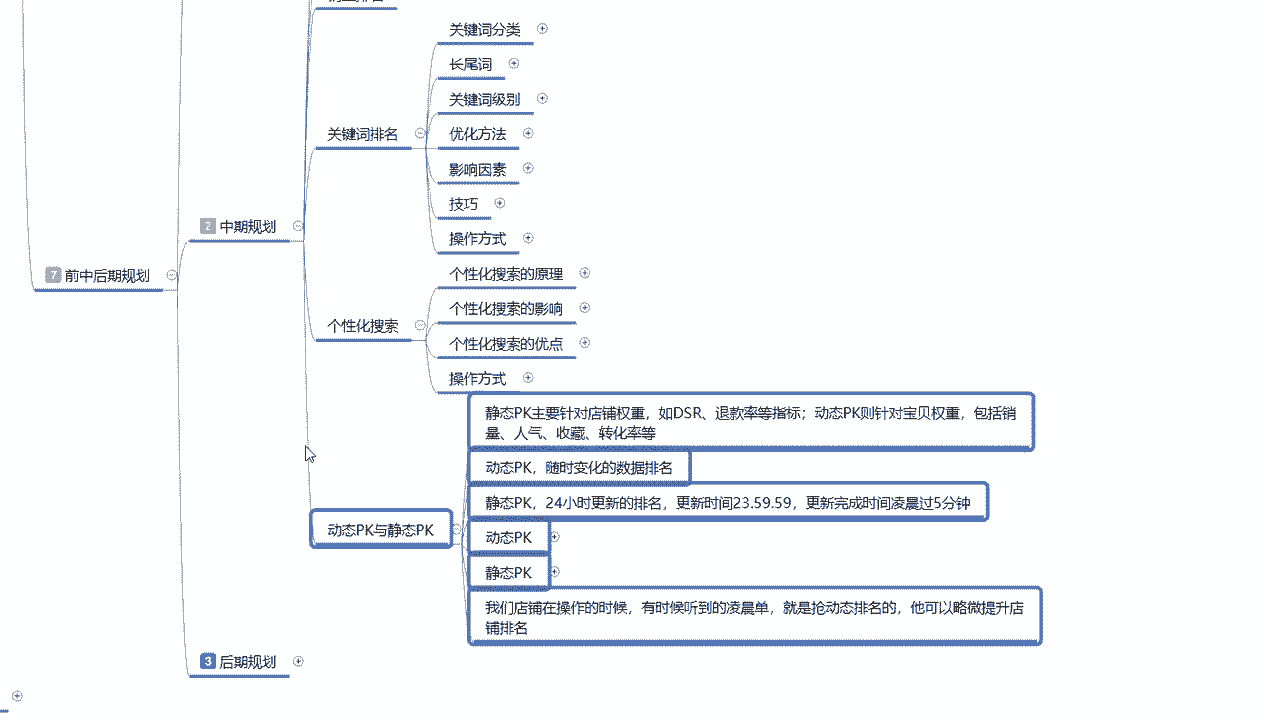 关键词分类
长尾词
关键词级别
关键词排名
优化方法
影响因素
技巧
2 中期规划
操作方式
7 前中后期规划
个性化搜索的原理
个性化搜索的影响
个性化搜索
个性化搜索的优点
操作方式
静态PK主要针对店铺权重，如DSR、退款率等指标；动态PK则针对宝贝权重，包括销
量、人气、收藏、转化率等
动态PK，随时变化的数据排名
静态PK，24小时更新的排名，更新时间23.59.59，更新完成时间凌晨过5分钟
动态PK与静态PK
动态PK
静态PK
我们店铺在操作的时候，有时候听到的凌晨单，就是抢动态排名的，他可以略微提升店
铺排名
3 后期规划